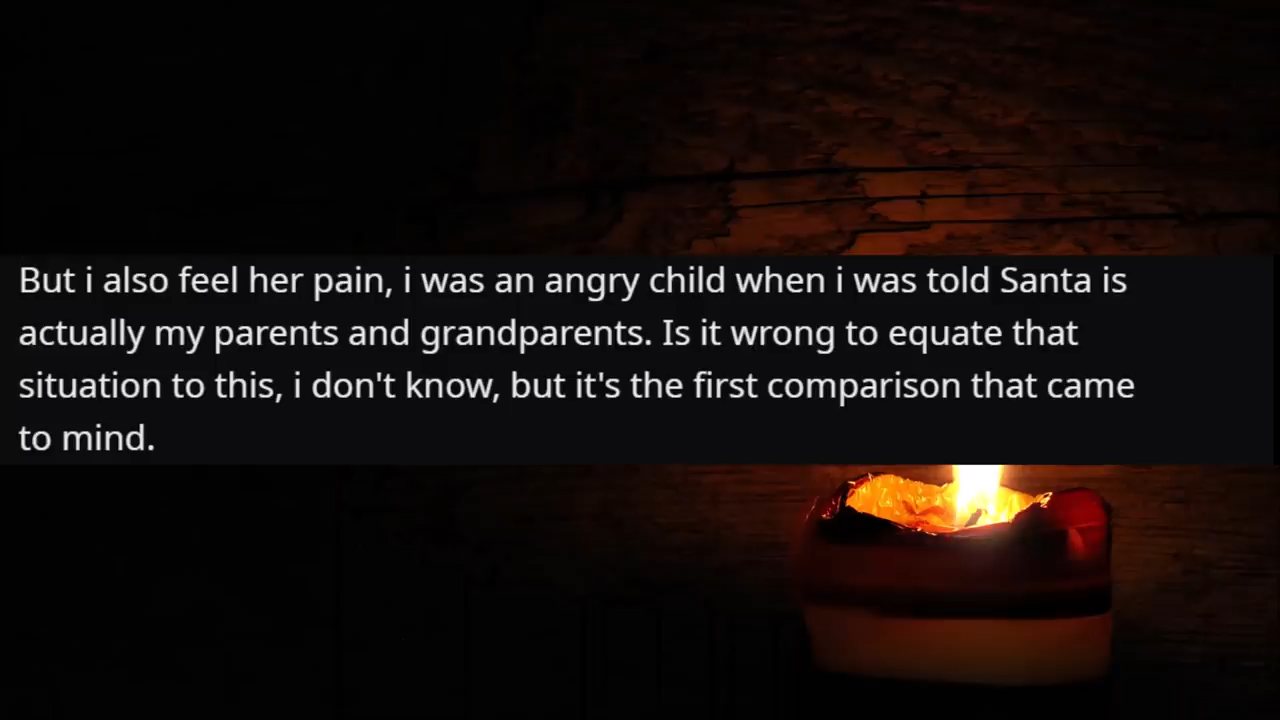 But i also feel her pain, i was an angry child when i was told Santa is
actually my parents and grandparents. Is it wrong to equate that
situation to this, i don't know, but it's the first comparison that came
to mind.